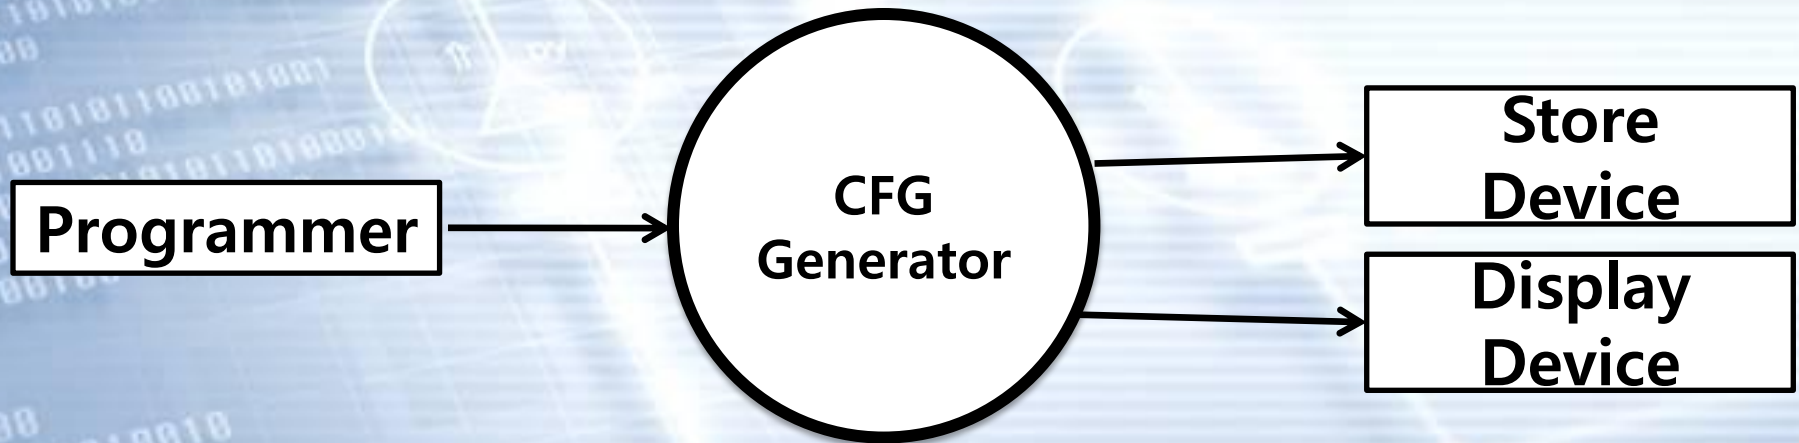 Programmer
CFG
Generator
Store
Device
Display
Device